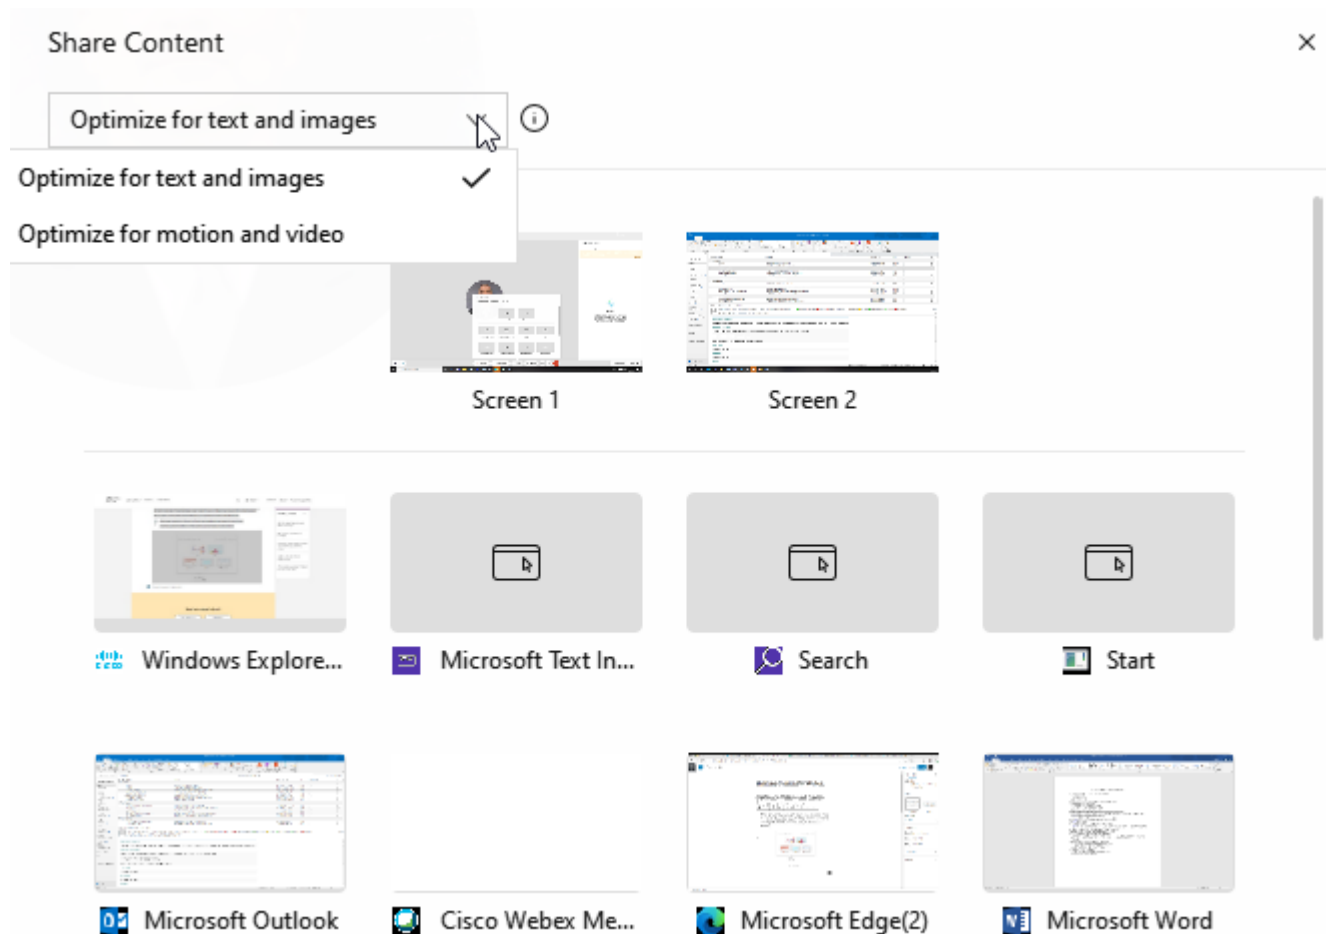 Share Content
Optimize for text and images
Optimize for text and images
Optimize for motion and video
Screen 1
Screen 2
Windows Explore...
Microsoft Text In...
Search
Start
Microsoft Outlook
Cisco Webex Me...
Microsoft Edge(2)
Microsoft Word